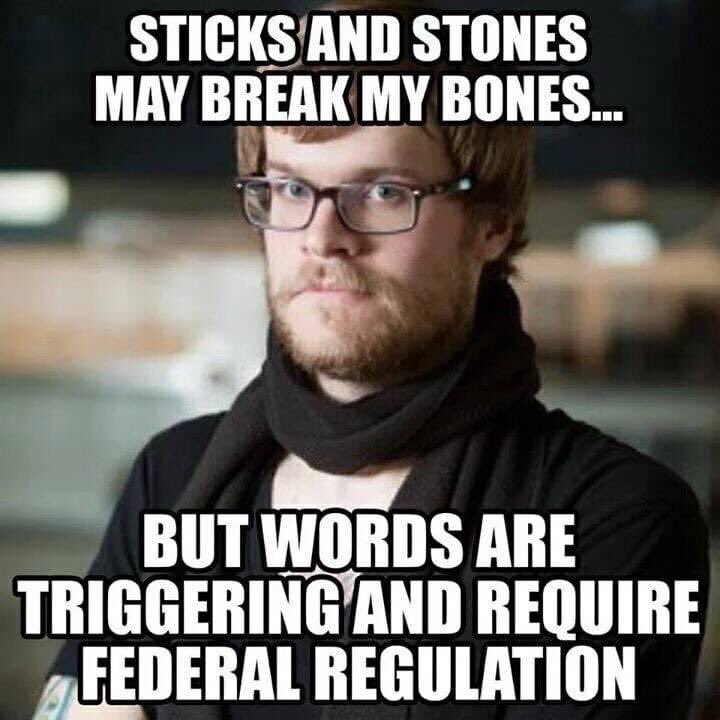 STICKS AND STONES
MAY BREAK MY BONES...
BUT WORDS ARE
TRIGGERING AND REQUIRE
FEDERAL REGULATION